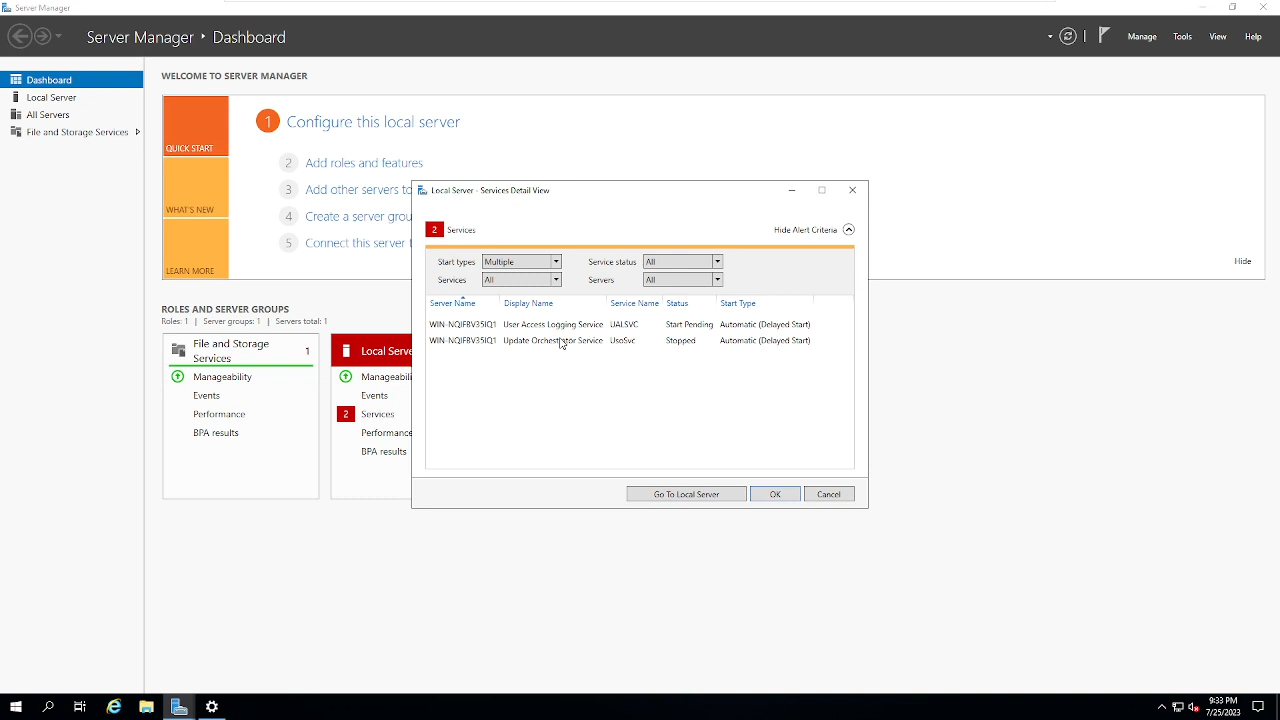 Server Manager
Server Manager • Dashboard
Manage Tools View Help
Dashboard
Local Server
All Servers
File and Storage Services
WELCOME TO SERVER MANAGER
QUICK START
WHAT'S NEW
LEARN MORE
1 Configure this local server
2 Add roles and features
3 Add other servers to
4 Create a server grou
5 Connect this server t
Hide
ROLES AND SERVER GROUPS
Roles: 1 | Server groups: 1 | Servers total: 1
File and Storage Services 1
Manageability
Events
Performance
BPA results
Local Serve
Manageabili
Events
2 Services
Performance
BPA results
Local Server - Services Detail View
2 Services
Hide Alert Criteria
Start types Multiple Service status All
Services All Servers All
Server Name Display Name Service Name Status Start Type
WIN-NQIFBV35IQ1 User Access Logging Service UALSVC Start Pending Automatic (Delayed Start)
WIN-NQIFBV35IQ1 Update Orchestrator Service UsoSvc Stopped Automatic (Delayed Start)
Go To Local Server OK Cancel
9:33 PM
7/25/2023